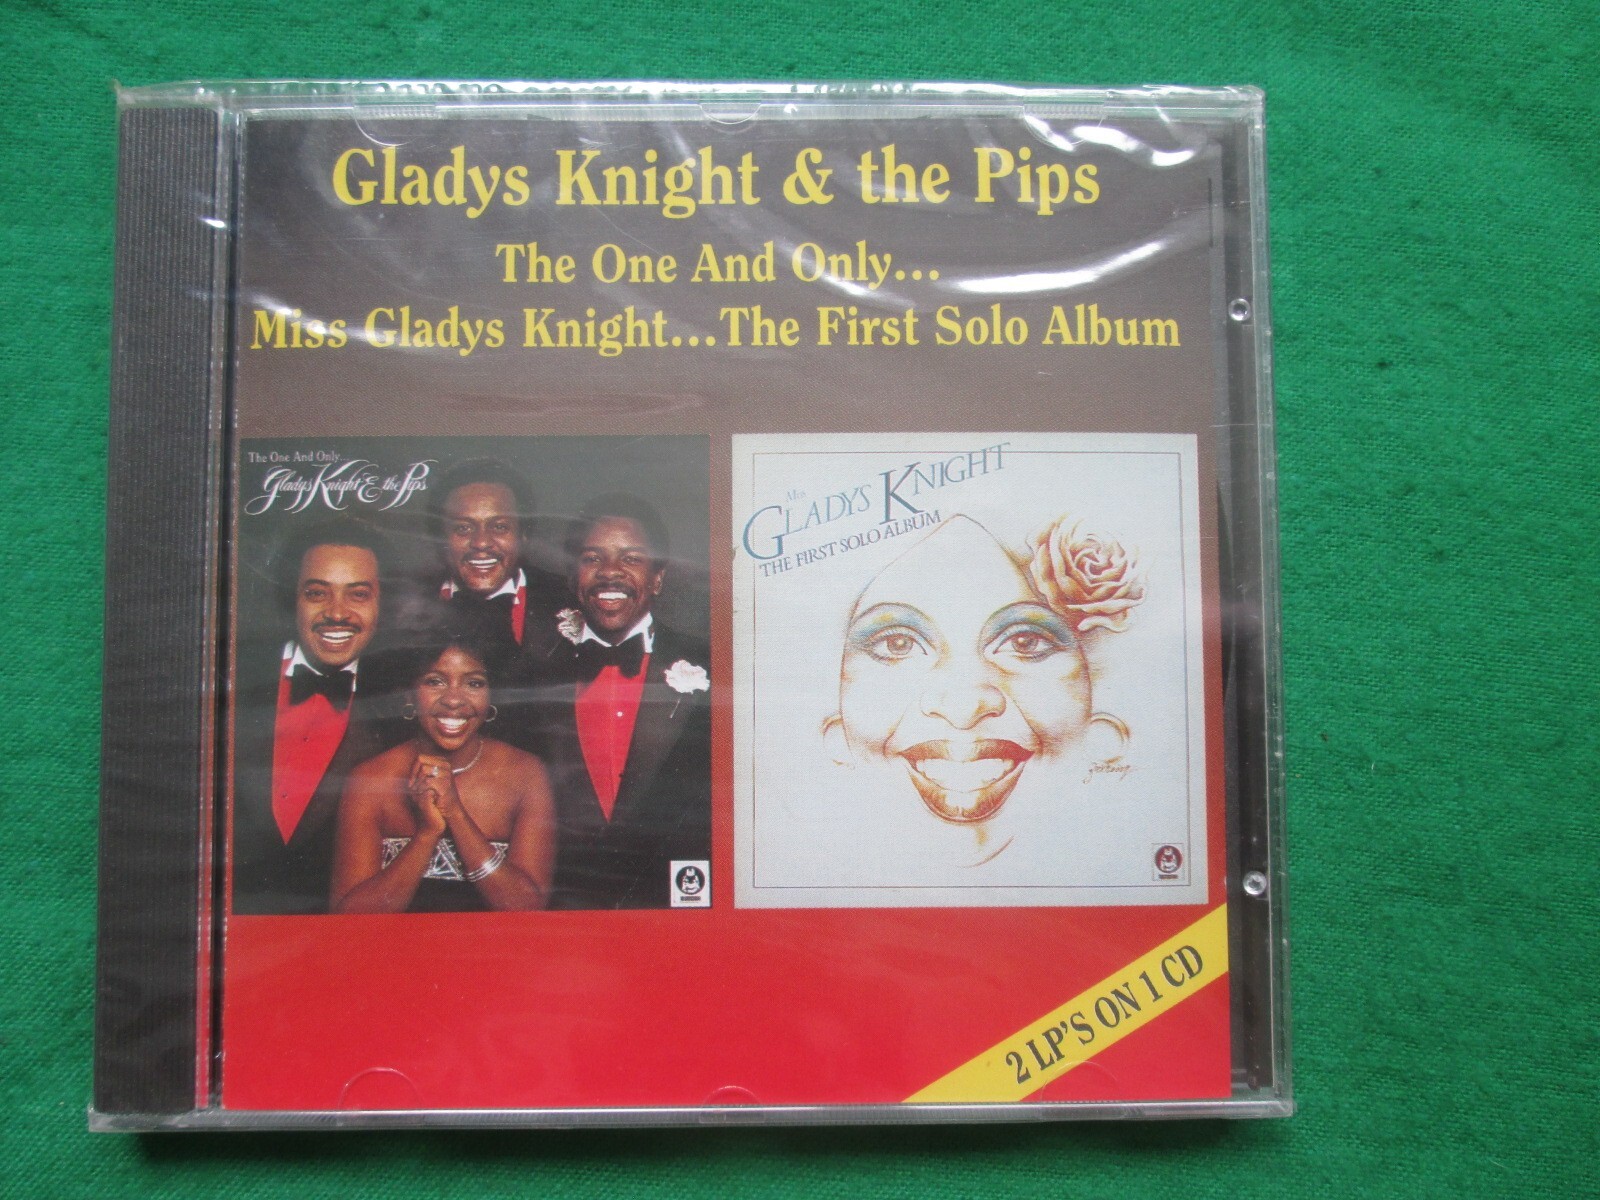 Gladys Knight & the Pips
The One And Only...
Miss Gladys Knight...The First Solo Album
The One And Only...
Gladys Knight & the Pips
Miss
GLADYS KNIGHT
THE FIRST SOLO ALBUM
2 LP'S ON 1 CD